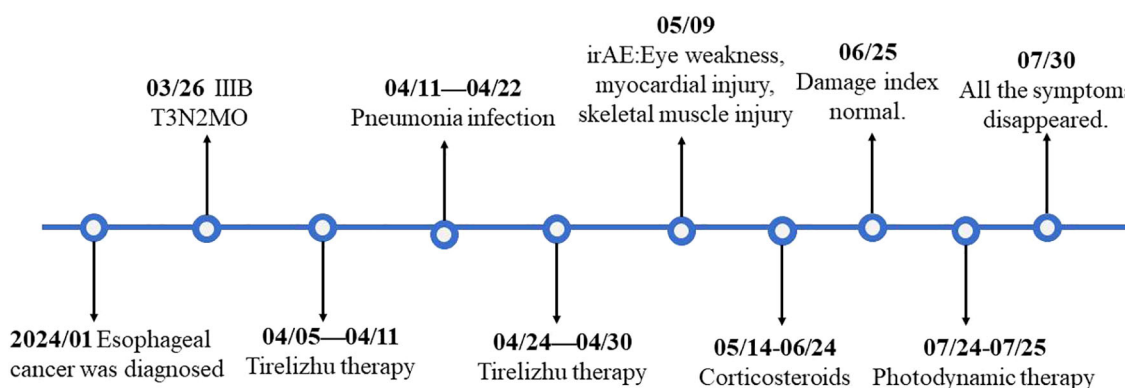 2024/01 Esophageal
cancer was diagnosed
03/26 IIIB
T3N2MO
04/05—04/11
Tirelizhu therapy
04/11—04/22
Pneumonia infection
04/24—04/30
Tirelizhu therapy
05/09
irAE:Eye weakness,
myocardial injury,
skeletal muscle injury
05/14-06/24
Corticosteroids
06/25
Damage index
normal.
07/24-07/25
Photodynamic therapy
07/30
All the symptoms
disappeared.